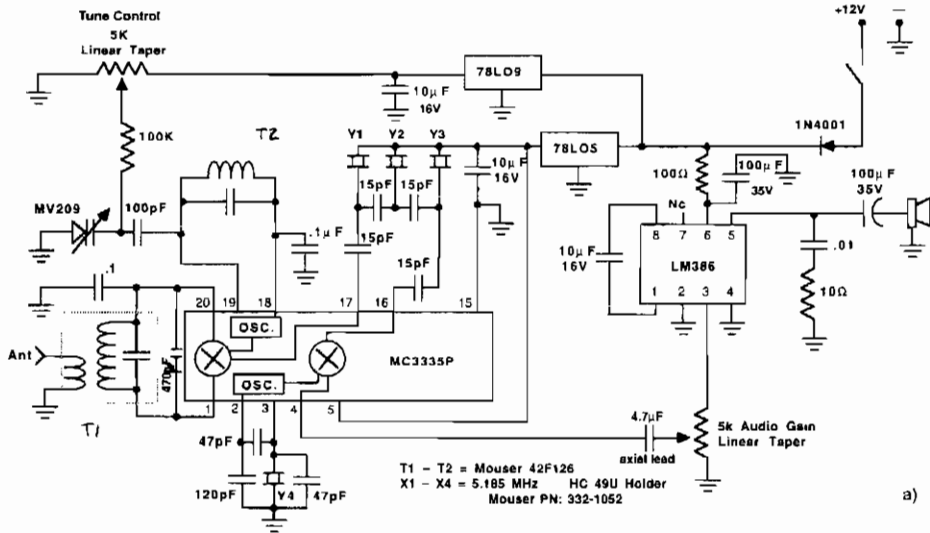 Tune Control
5K
Linear Taper
+12V
78LO9
10µF
16V
100K
T2
Y1 Y2 Y3
1N4001
78LO5
10µF
16V
100Ω
100µF
35V
100µF
35V
MV209
100pF
15pF
15pF
15pF
15pF
.1µF
Nc
8 7 6 5
LM386
1 2 3 4
10µF
16V
.01
10Ω
.1
20 19 18 17 16 15
OSC.
MC3335P
OSC.
1 2 3 4 5
Ant
470pF
T1
47pF
120pF
Y4
47pF
4.7µF
axial lead
5k Audio Gain
Linear Taper
T1 - T2 = Mouser 42F126
X1 - X4 = 5.185 MHz HC 49U Holder
Mouser PN: 332-1052
a)